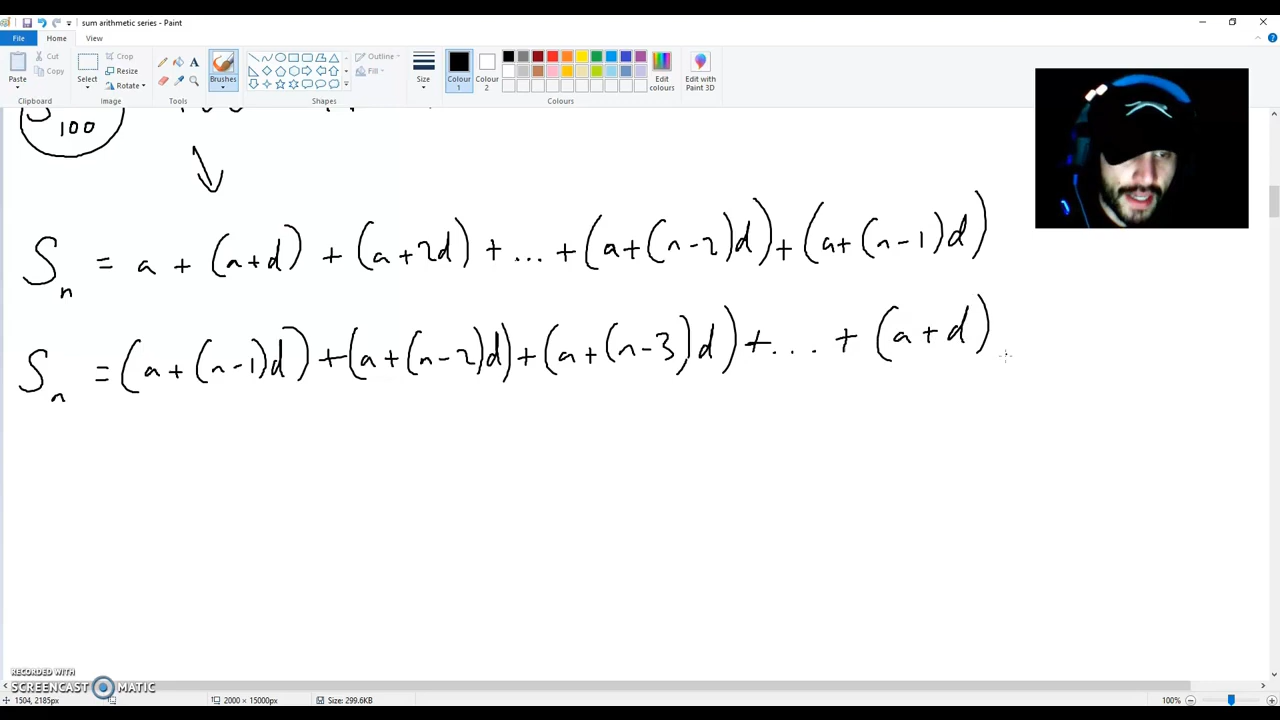 sum arithmetic series - Paint
File Home View
Cut
Copy
Paste
Clipboard
Crop
Resize
Rotate
Select
Image
Tools
Brushes
Outline
Fill
Shapes
Size
Colour 1
Colour 2
Edit colours
Edit with Paint 3D
Colours
S100
Sn = a + (a+d) + (a+2d) + ... + (a+(n-2)d) + (a+(n-1)d)
Sn = (a+(n-1)d) + (a+(n-2)d) + (a+(n-3)d) + ... + (a+d)
RECORDED WITH
SCREENCAST MATIC
1504, 2185px
2000 × 15000px
Size: 299.6KB
100%